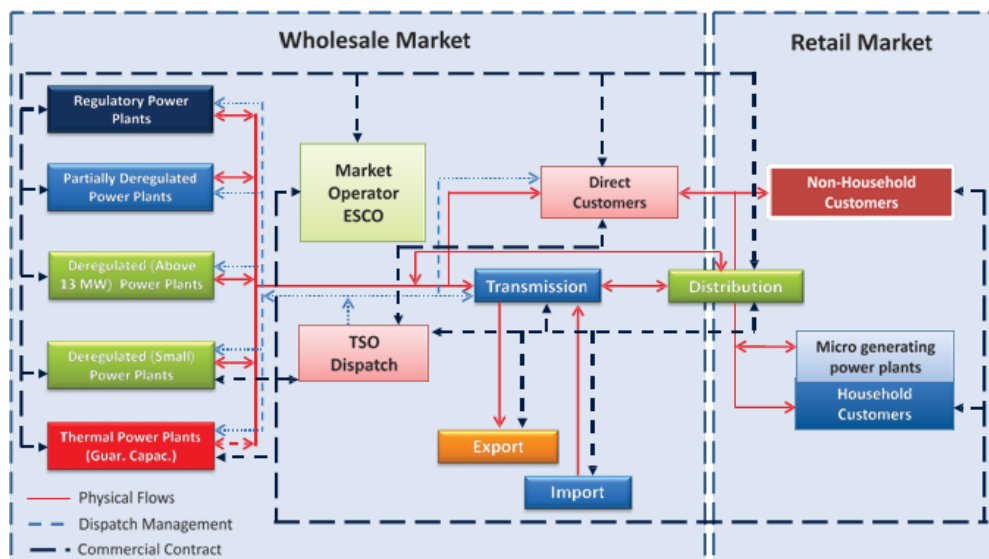 Wholesale Market
Retail Market
Regulatory Power
Plants
Partially Deregulated
Power Plants
Deregulated (Above
13 MW) Power Plants
Deregulated (Small)
Power Plants
Thermal Power Plants
(Guar. Capac.)
Market
Operator
ESCO
Direct
Customers
Non-Household
Customers
Transmission
Distribution
TSO
Dispatch
Micro generating
power plants
Household
Customers
Export
Import
Physical Flows
Dispatch Management
Commercial Contract